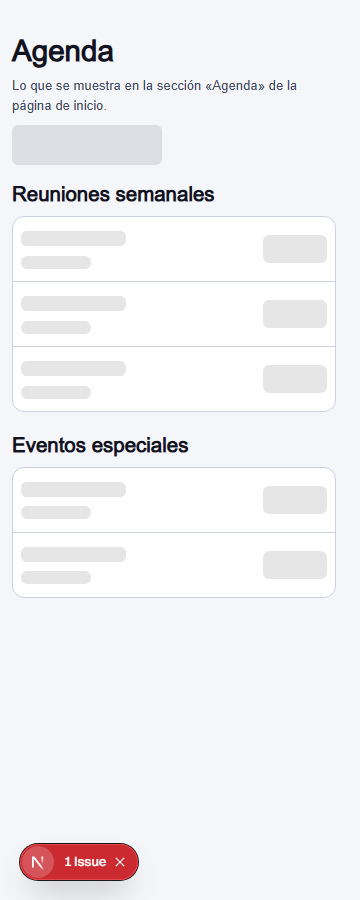 Agenda
Lo que se muestra en la sección «Agenda» de la
página de inicio.
Reuniones semanales
Eventos especiales
1 Issue